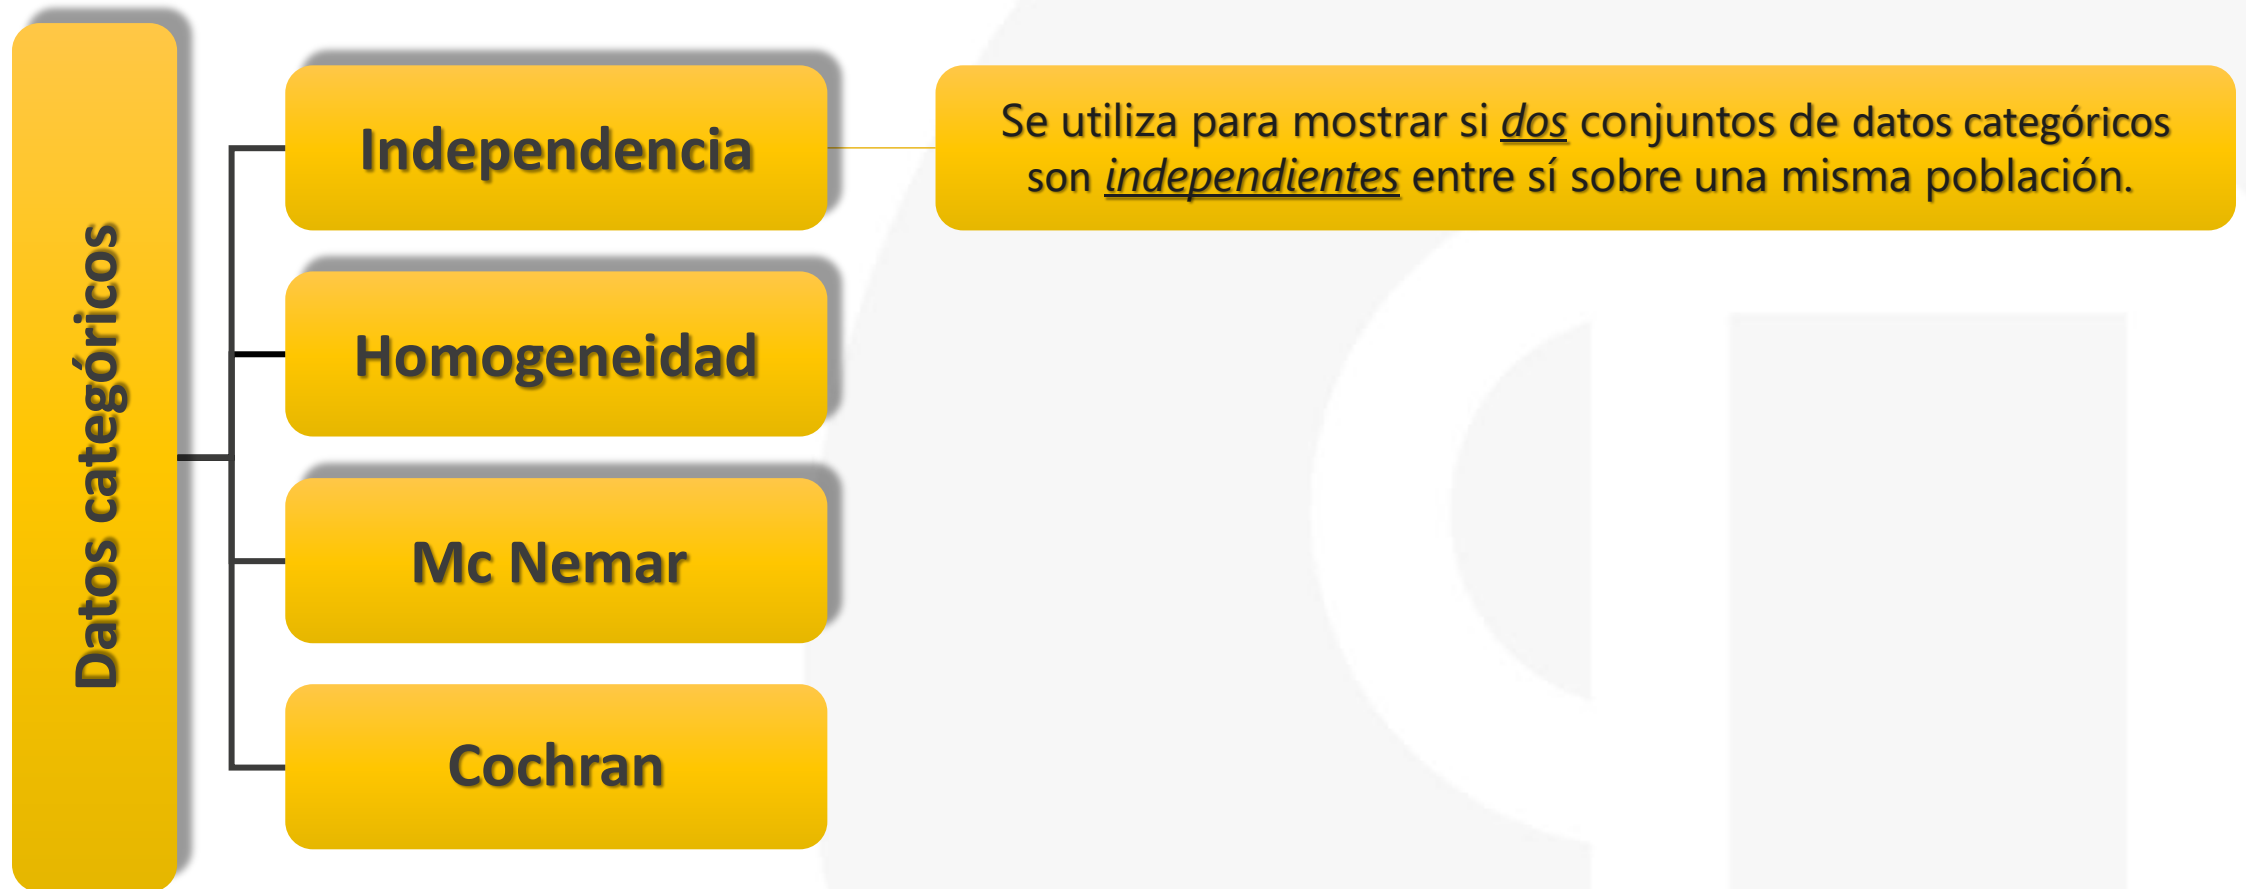 Datos categóricos
Independencia
Se utiliza para mostrar si dos conjuntos de datos categóricos
son independientes entre sí sobre una misma población.
Homogeneidad
Mc Nemar
Cochran